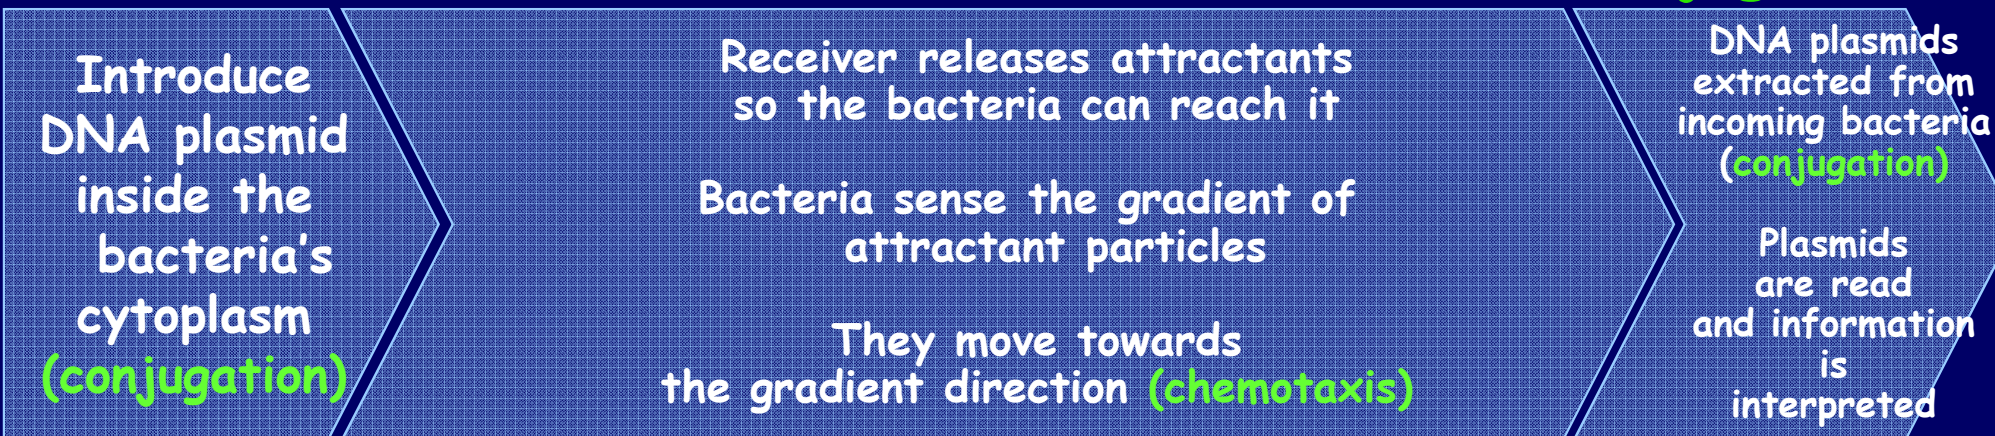 Introduce
DNA plasmid
inside the
bacteria's
cytoplasm
(conjugation)
Receiver releases attractants
so the bacteria can reach it
Bacteria sense the gradient of
attractant particles
They move towards
the gradient direction (chemotaxis)
DNA plasmids
extracted from
incoming bacteria
(conjugation)
Plasmids
are read
and information
is
interpreted